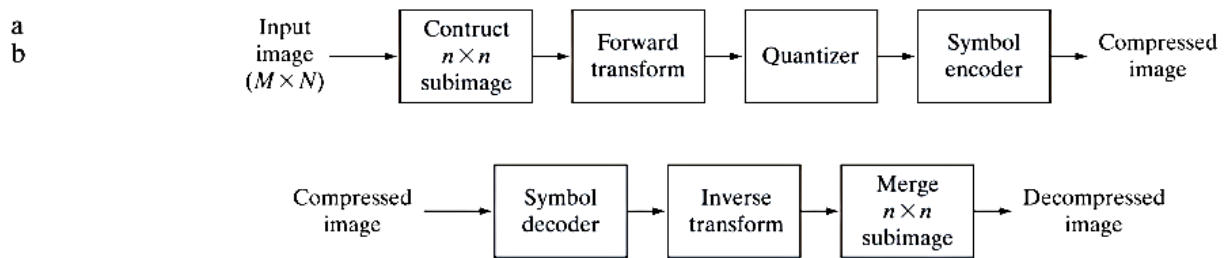 a
b
Input
image
(M × N)
Contruct
n × n
subimage
Forward
transform
Quantizer
Symbol
encoder
Compressed
image
Compressed
image
Symbol
decoder
Inverse
transform
Merge
n × n
subimage
Decompressed
image